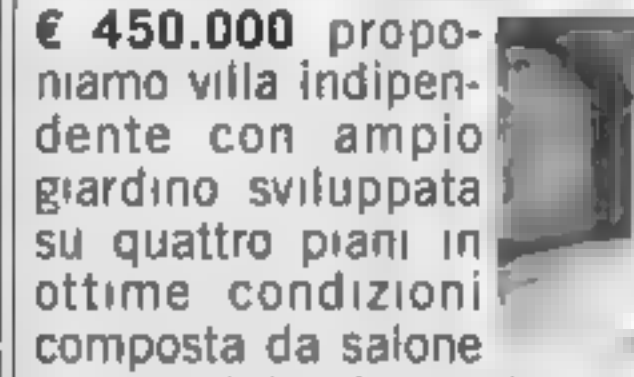 € 450.000 propo-
niamo villa indipen-
dente con ampio
giardino sviluppata
su quattro piani in
ottime condizioni
composta da salone